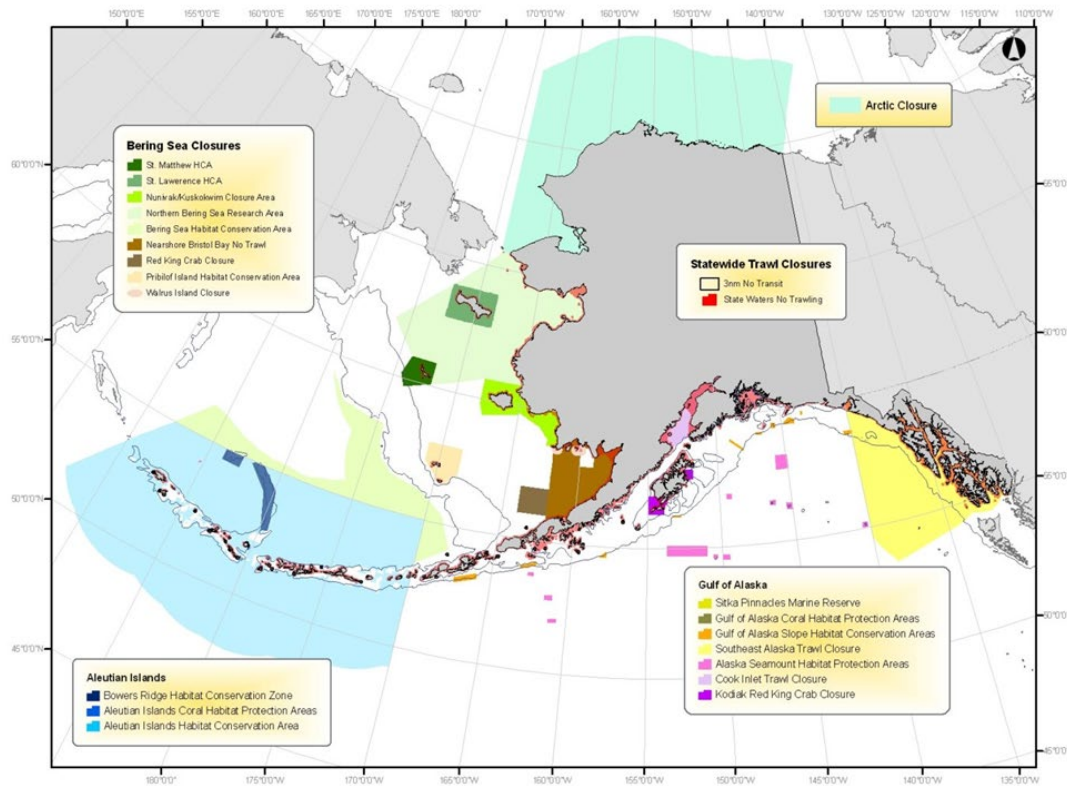 150°0'0"E
160°0'0"E
170°0'0"E
175°0'0"E
180°0'0"
170°0'0"W
160°0'0"W
150°0'0"W
140°0'0"W
130°0'0"W
125°0'0"W
120°0'0"W
115°0'0"W
110°0'0"W
Arctic Closure
Bering Sea Closures
St. Matthew HCA
St. Lawerence HCA
Nunivak/Kuskokwim Closure Area
Northern Bering Sea Research Area
Bering Sea Habitat Conservation Area
Nearshore Bristol Bay No Trawl
Red King Crab Closure
Pribilof Island Habitat Conservation Area
Walrus Island Closure
60°0'0"N
55°0'0"N
50°0'0"N
45°0'0"N
Statewide Trawl Closures
3nm No Transit
State Waters No Trawling
65°0'0"N
60°0'0"N
55°0'0"N
50°0'0"N
45°0'0"N
Gulf of Alaska
Sitka Pinnacles Marine Reserve
Gulf of Alaska Coral Habitat Protection Areas
Gulf of Alaska Slope Habitat Conservation Areas
Southeast Alaska Trawl Closure
Alaska Seamount Habitat Protection Areas
Cook Inlet Trawl Closure
Kodiak Red King Crab Closure
Aleutian Islands
Bowers Ridge Habitat Conservation Zone
Aleutian Islands Coral Habitat Protection Areas
Aleutian Islands Habitat Conservation Area
180°0'0"
175°0'0"W
170°0'0"W
165°0'0"W
160°0'0"W
155°0'0"W
150°0'0"W
145°0'0"W
140°0'0"W
135°0'0"W